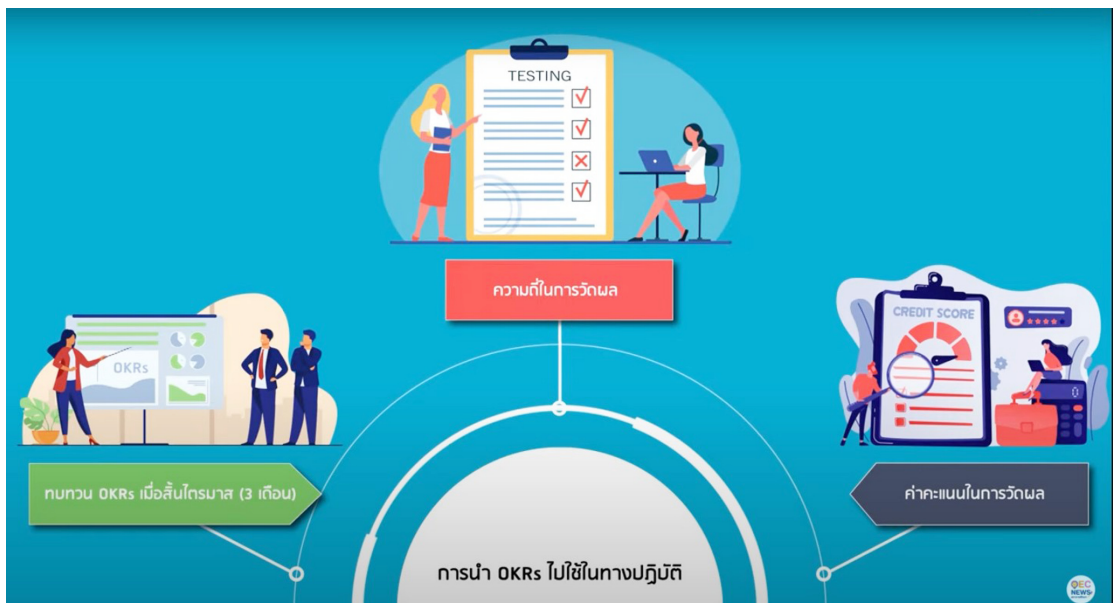 TESTING
ความถี่ในการวัดผล
CREDIT SCORE
OKRs
0
ทบทวน OKRs เมื่อสิ้นไตรมาส (3 เดือน)
ค่าคะแนนในการวัดผล
การนำ OKRs ไปใช้ในทางปฏิบัติ
OEC
NEWS